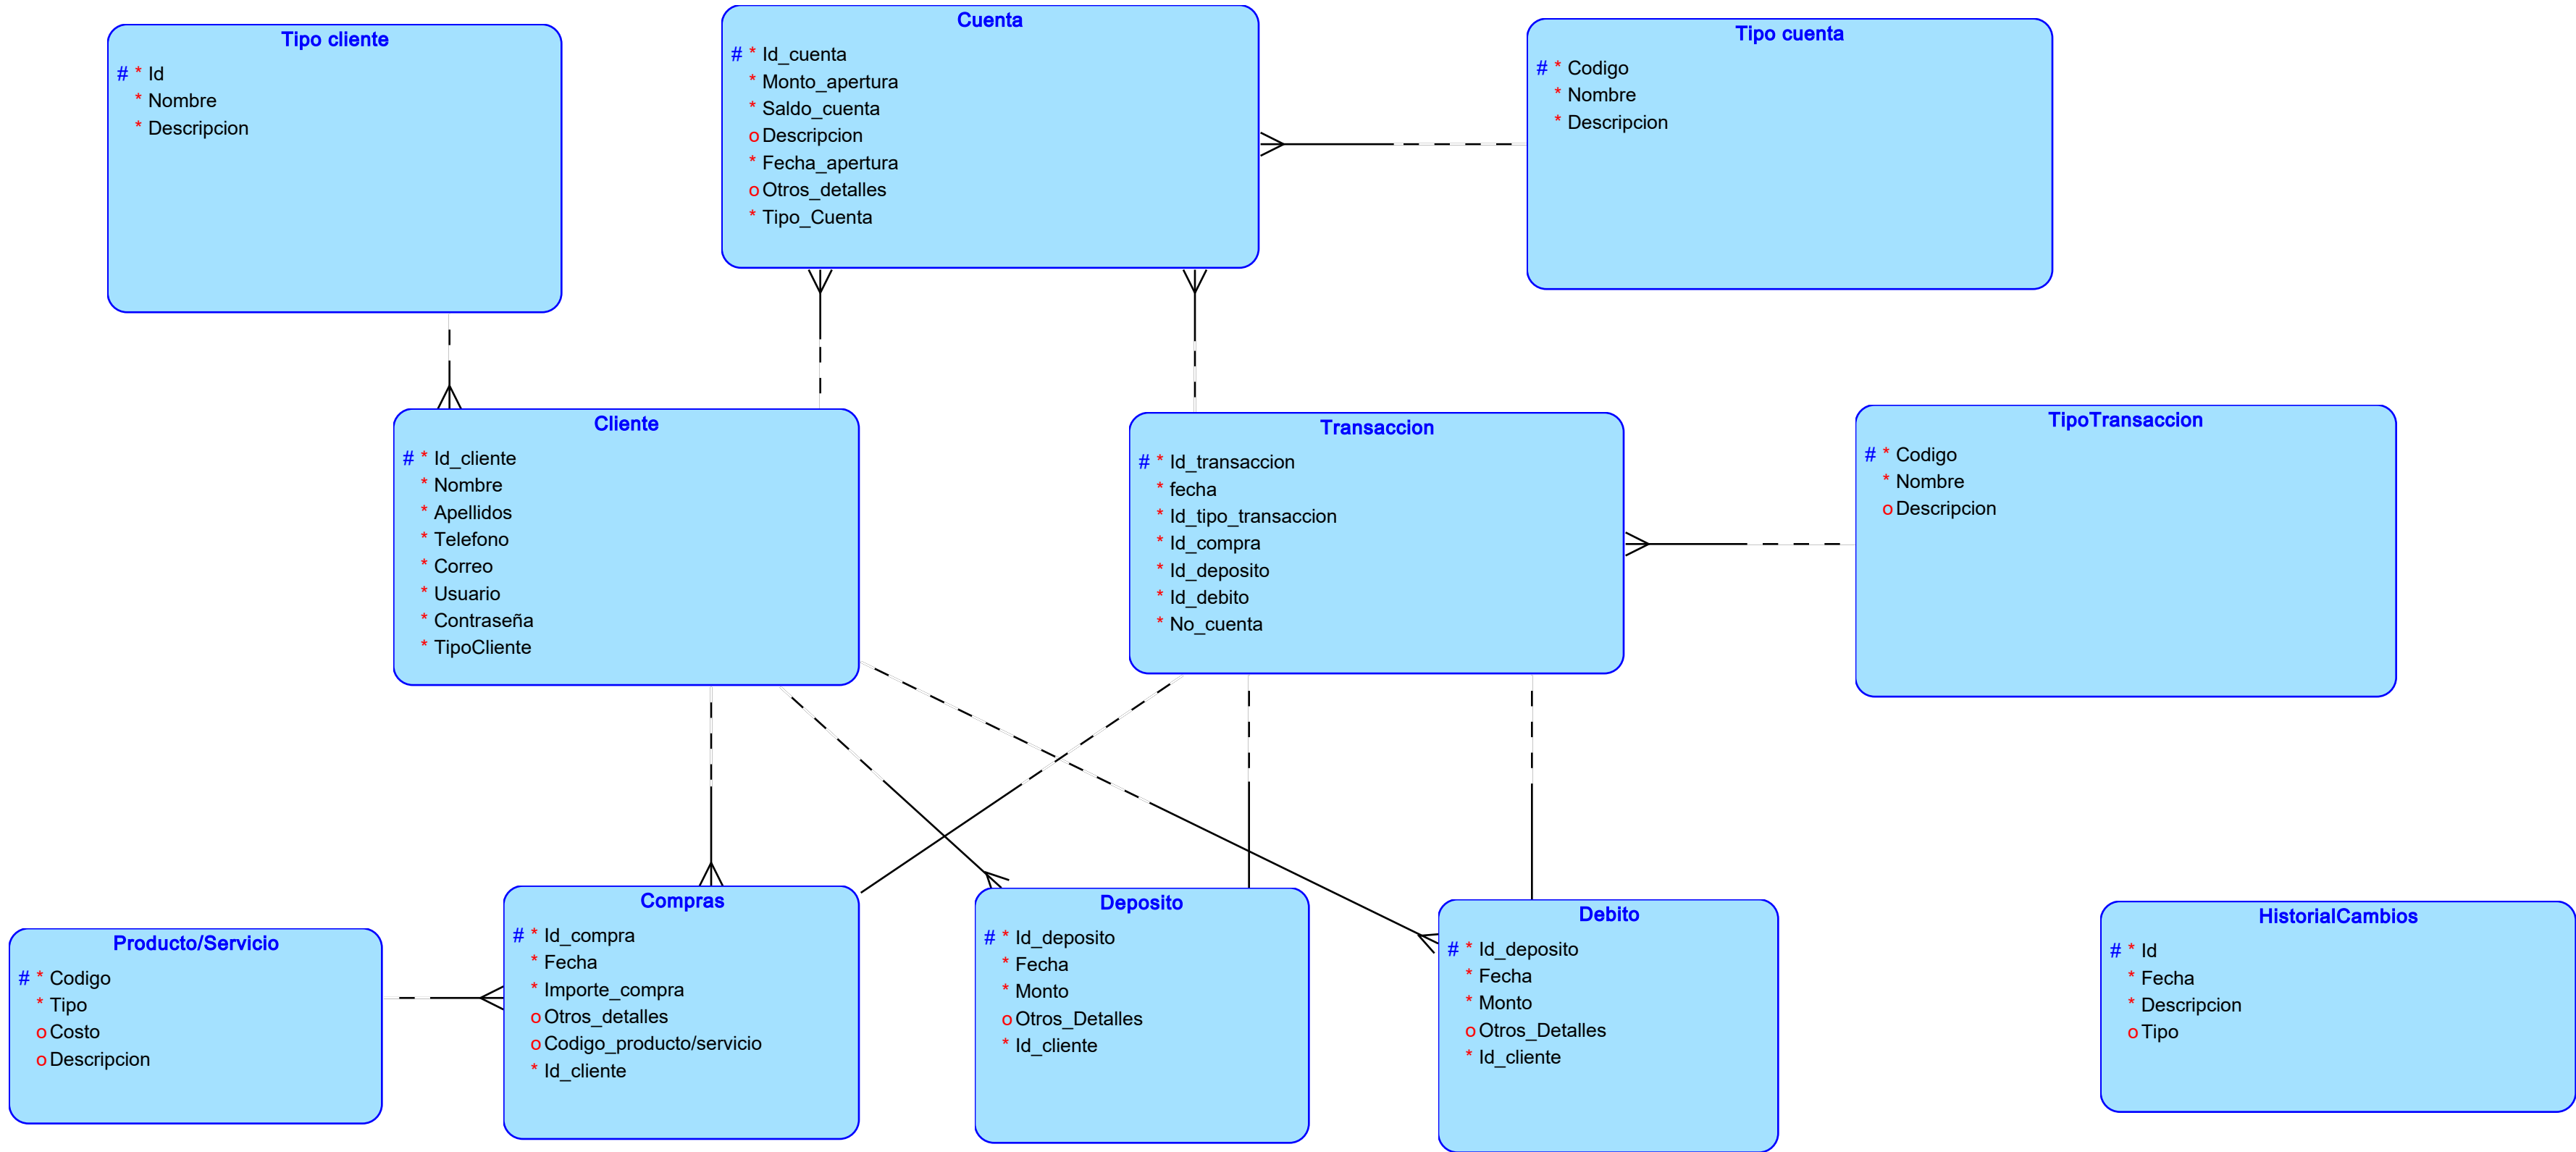 Tipo cliente
# * Id
* Nombre
* Descripcion
Cuenta
# * Id_cuenta
* Monto_apertura
* Saldo_cuenta
o Descripcion
* Fecha_apertura
o Otros_detalles
* Tipo_Cuenta
Tipo cuenta
# * Codigo
* Nombre
* Descripcion
Cliente
# * Id_cliente
* Nombre
* Apellidos
* Telefono
* Correo
* Usuario
* Contraseña
* TipoCliente
Transaccion
# * Id_transaccion
* fecha
* Id_tipo_transaccion
* Id_compra
* Id_deposito
* Id_debito
* No_cuenta
TipoTransaccion
# * Codigo
* Nombre
o Descripcion
Producto/Servicio
# * Codigo
* Tipo
o Costo
o Descripcion
Compras
# * Id_compra
* Fecha
* Importe_compra
o Otros_detalles
o Codigo_producto/servicio
* Id_cliente
Deposito
# * Id_deposito
* Fecha
* Monto
o Otros_Detalles
* Id_cliente
Debito
# * Id_deposito
* Fecha
* Monto
o Otros_Detalles
* Id_cliente
HistorialCambios
# * Id
* Fecha
* Descripcion
o Tipo